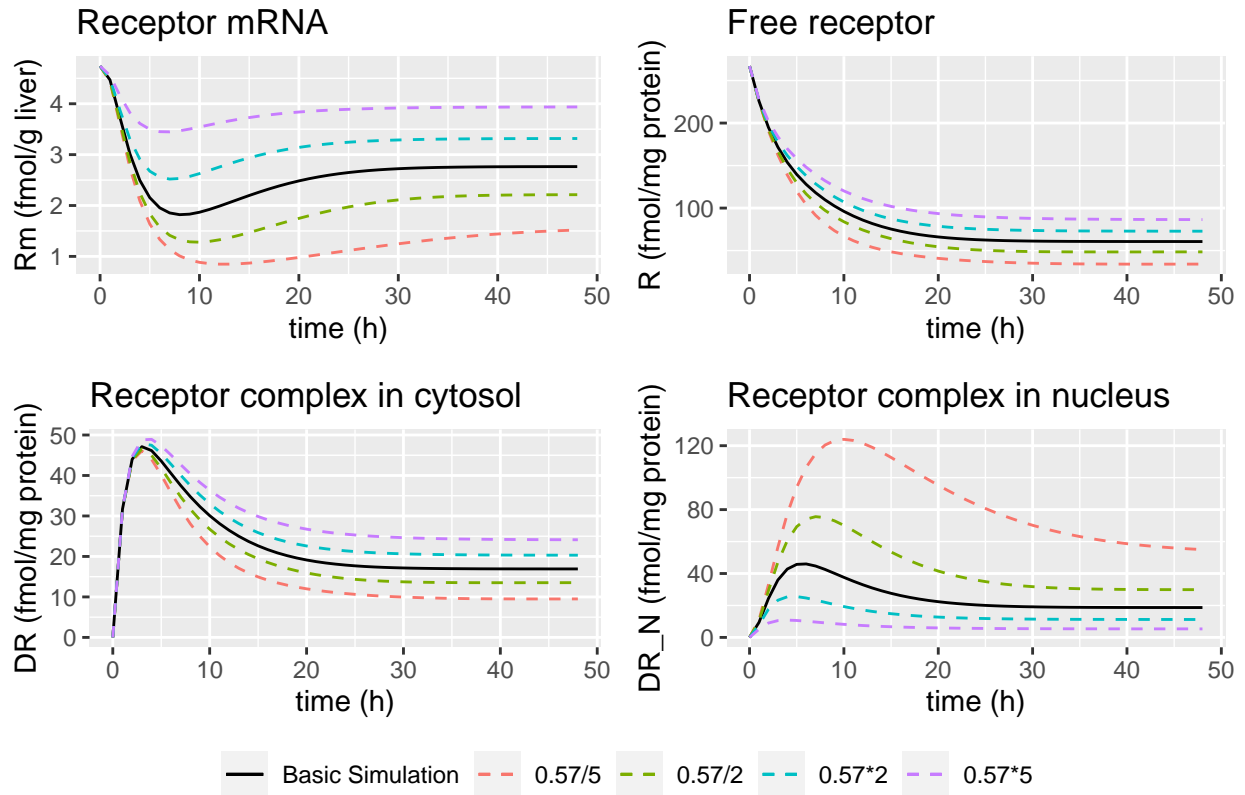 Receptor mRNA
Rm (fmol/g liver)
4
3
2
1
0 10 20 30 40 50
time (h)
Free receptor
R (fmol/mg protein)
200
100
0 10 20 30 40 50
time (h)
Receptor complex in cytosol
DR (fmol/mg protein)
50
40
30
20
10
0
0 10 20 30 40 50
time (h)
Receptor complex in nucleus
DR_N (fmol/mg protein)
120
80
40
0
0 10 20 30 40 50
time (h)
Basic Simulation 0.57/5 0.57/2 0.57*2 0.57*5